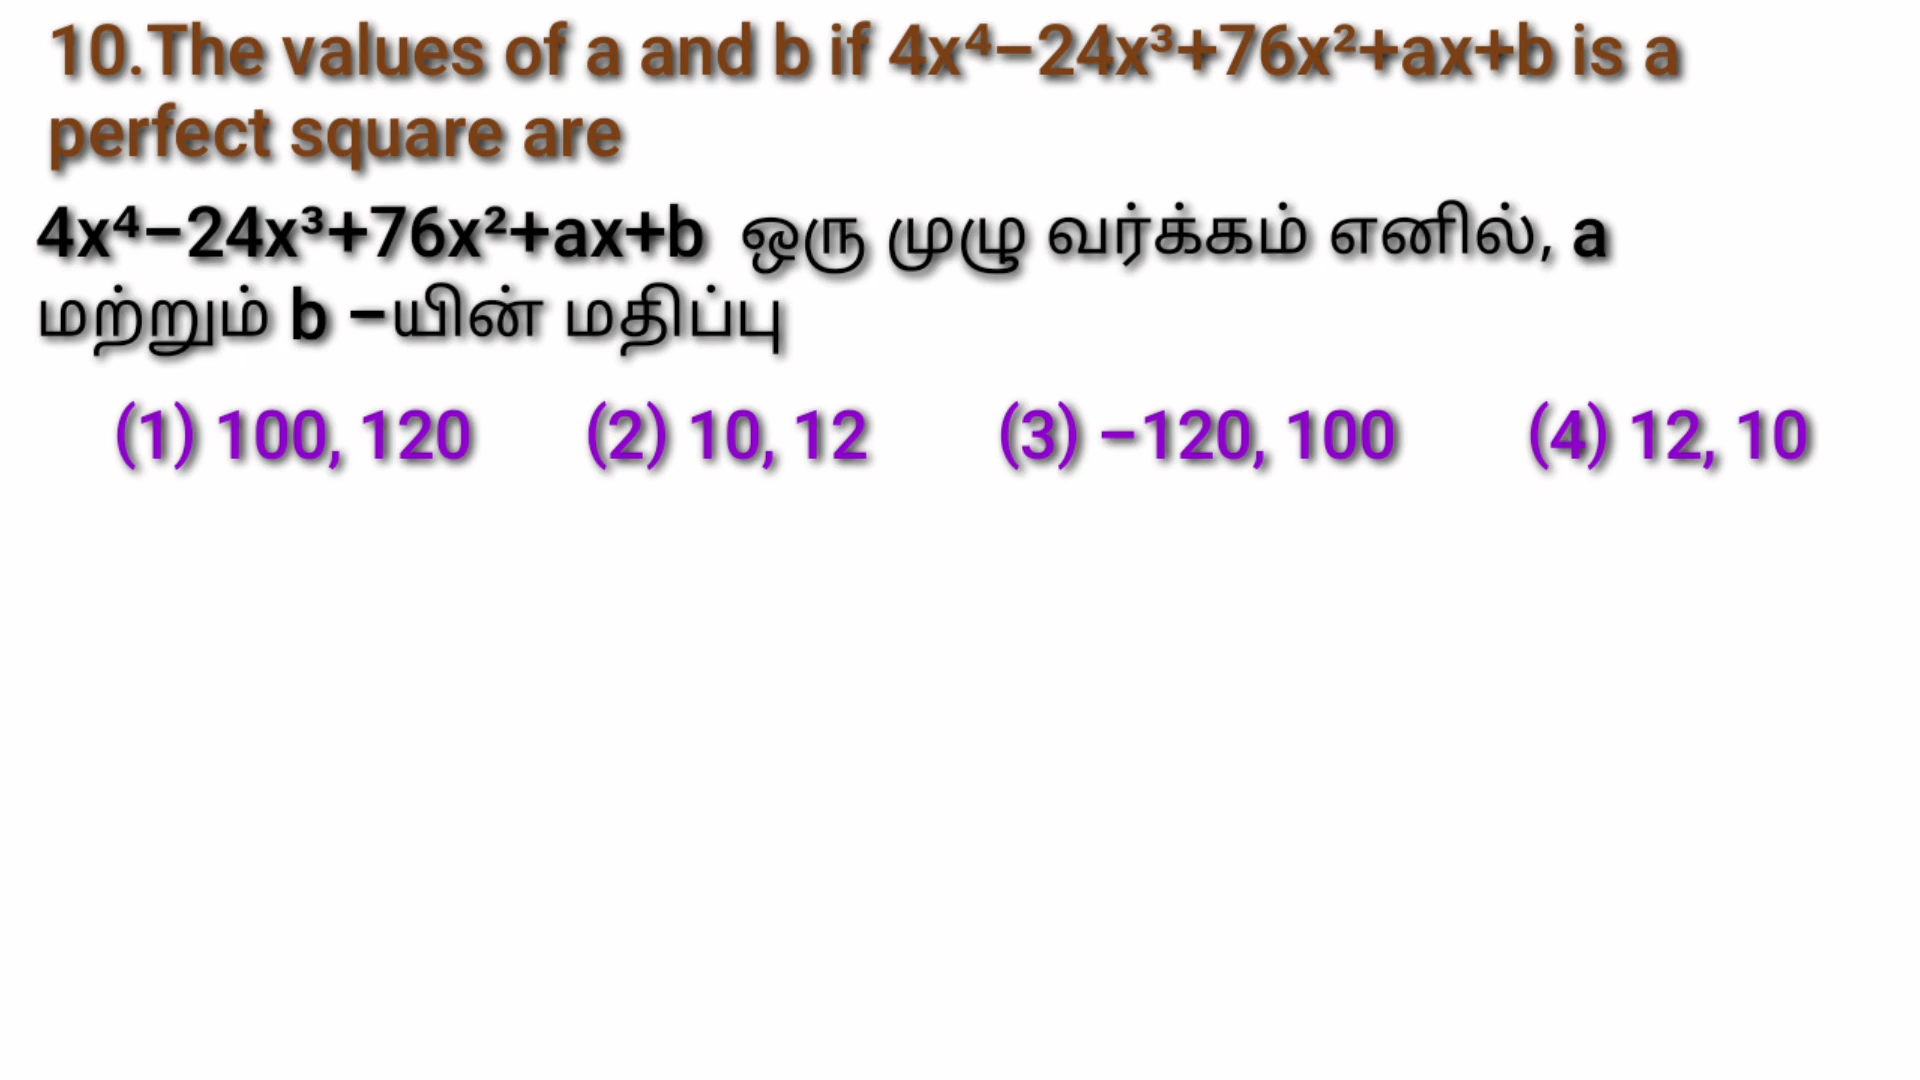 10.The values of a and b if 4x⁴−24x³+76x²+ax+b is a
perfect square are
4x⁴−24x³+76x²+ax+b ஒரு முழு வர்க்கம் எனில், a
மற்றும் b −யின் மதிப்பு
(1) 100, 120 (2) 10, 12 (3) −120, 100 (4) 12, 10